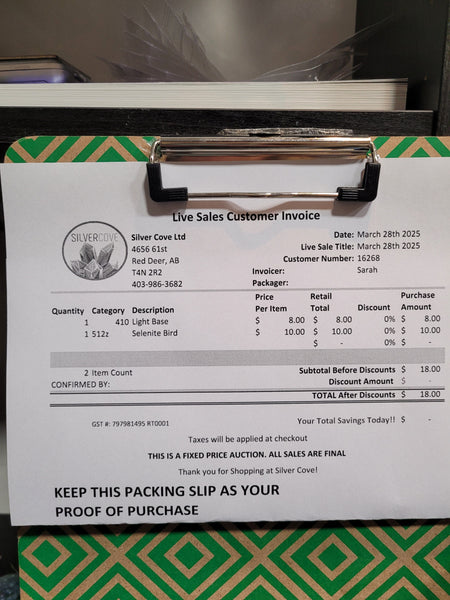 Live Sales Customer Invoice
SILVERCOVE
Silver Cove Ltd
4656 61st
Red Deer, AB
T4N 2R2
403-986-3682
Date: March 28th 2025
Live Sale Title: March 28th 2025
Customer Number: 16268
Invoicer: Sarah
Packager:
Quantity Category Description Price Per Item Retail Total Discount Purchase Amount
1 410 Light Base $ 8.00 $ 8.00 0% $ 8.00
1 512z Selenite Bird $ 10.00 $ 10.00 0% $ 10.00
$ - 0% $ -
2 Item Count Subtotal Before Discounts $ 18.00
CONFIRMED BY: Discount Amount $ -
TOTAL After Discounts $ 18.00
GST #: 797981495 RT0001 Your Total Savings Today!! $ -
Taxes will be applied at checkout
THIS IS A FIXED PRICE AUCTION. ALL SALES ARE FINAL
Thank you for Shopping at Silver Cove!
KEEP THIS PACKING SLIP AS YOUR
PROOF OF PURCHASE